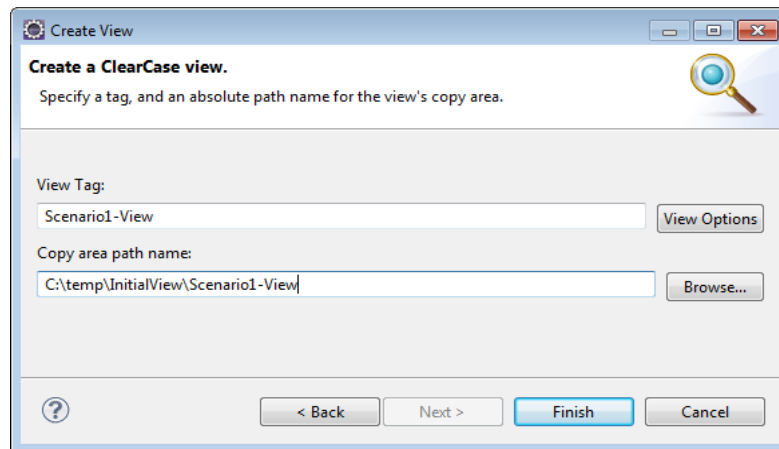 Create View
Create a ClearCase view.
Specify a tag, and an absolute path name for the view's copy area.
View Tag:
Scenario1-View
View Options
Copy area path name:
C:\temp\InitialView\Scenario1-View
Browse...
?
< Back
Next >
Finish
Cancel